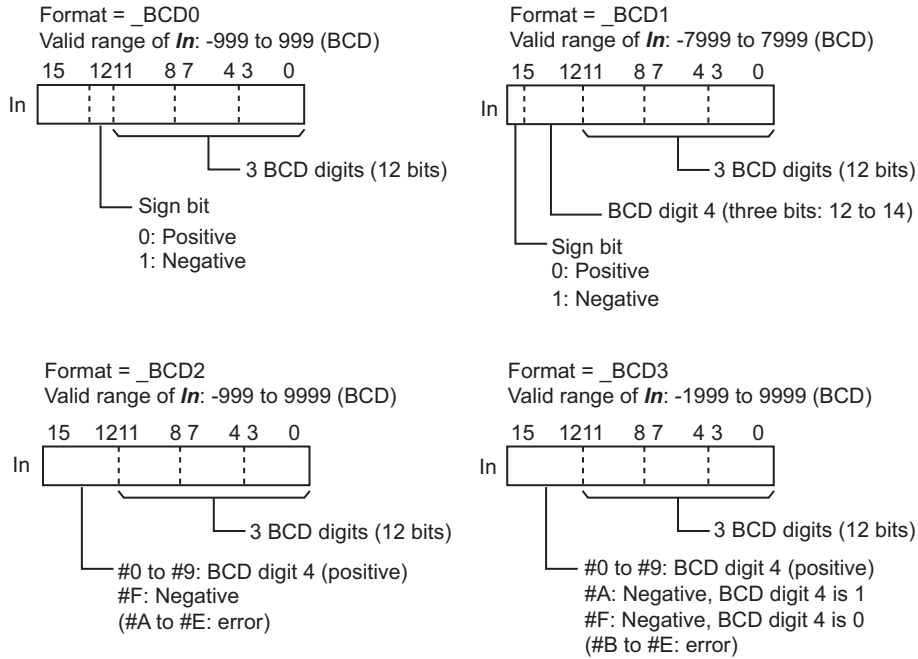 Format = _BCD0
Valid range of In: -999 to 999 (BCD)
15 1211 8 7 4 3 0
In
3 BCD digits (12 bits)
Sign bit
0: Positive
1: Negative
Format = _BCD1
Valid range of In: -7999 to 7999 (BCD)
15 1211 8 7 4 3 0
In
3 BCD digits (12 bits)
BCD digit 4 (three bits: 12 to 14)
Sign bit
0: Positive
1: Negative
Format = _BCD2
Valid range of In: -999 to 9999 (BCD)
15 1211 8 7 4 3 0
In
3 BCD digits (12 bits)
#0 to #9: BCD digit 4 (positive)
#F: Negative
(#A to #E: error)
Format = _BCD3
Valid range of In: -1999 to 9999 (BCD)
15 1211 8 7 4 3 0
In
3 BCD digits (12 bits)
#0 to #9: BCD digit 4 (positive)
#A: Negative, BCD digit 4 is 1
#F: Negative, BCD digit 4 is 0
(#B to #E: error)